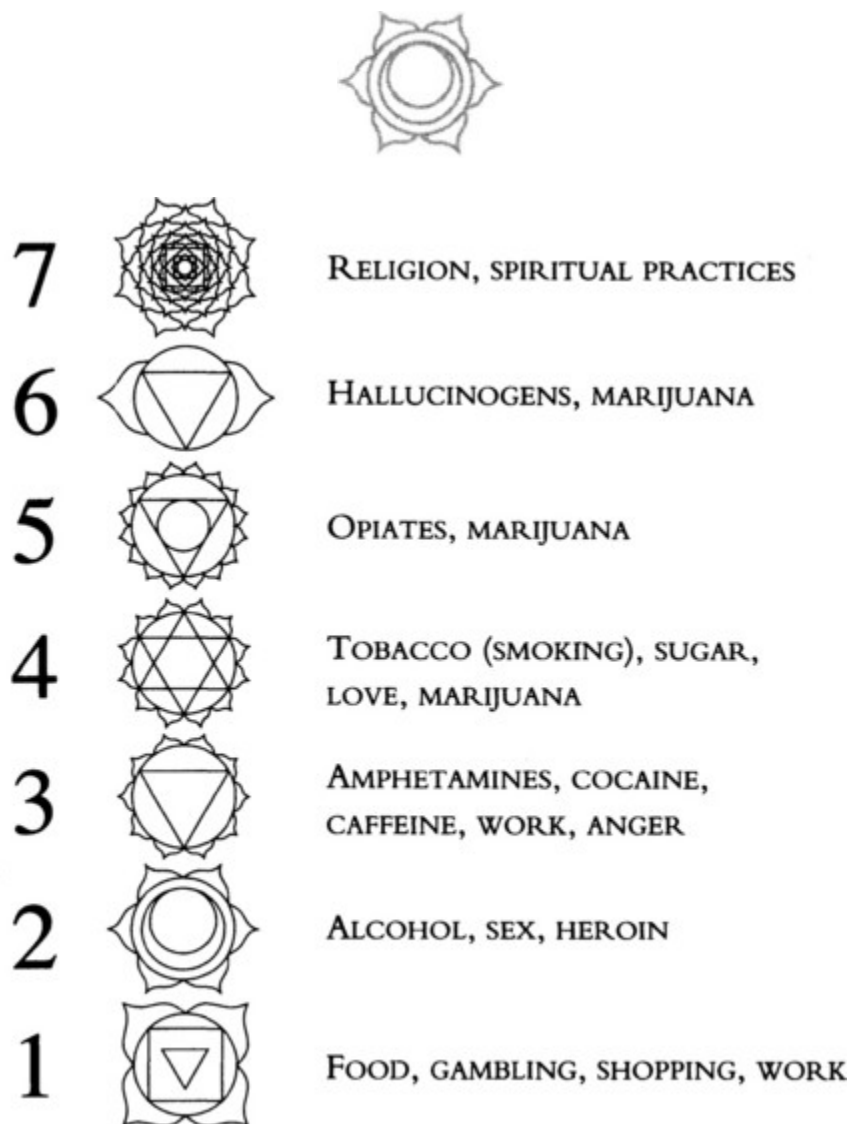 7
RELIGION, SPIRITUAL PRACTICES
6
HALLUCINOGENS, MARIJUANA
5
OPIATES, MARIJUANA
4
TOBACCO (SMOKING), SUGAR,
LOVE, MARIJUANA
3
AMPHETAMINES, COCAINE,
CAFFEINE, WORK, ANGER
2
ALCOHOL, SEX, HEROIN
1
FOOD, GAMBLING, SHOPPING, WORK